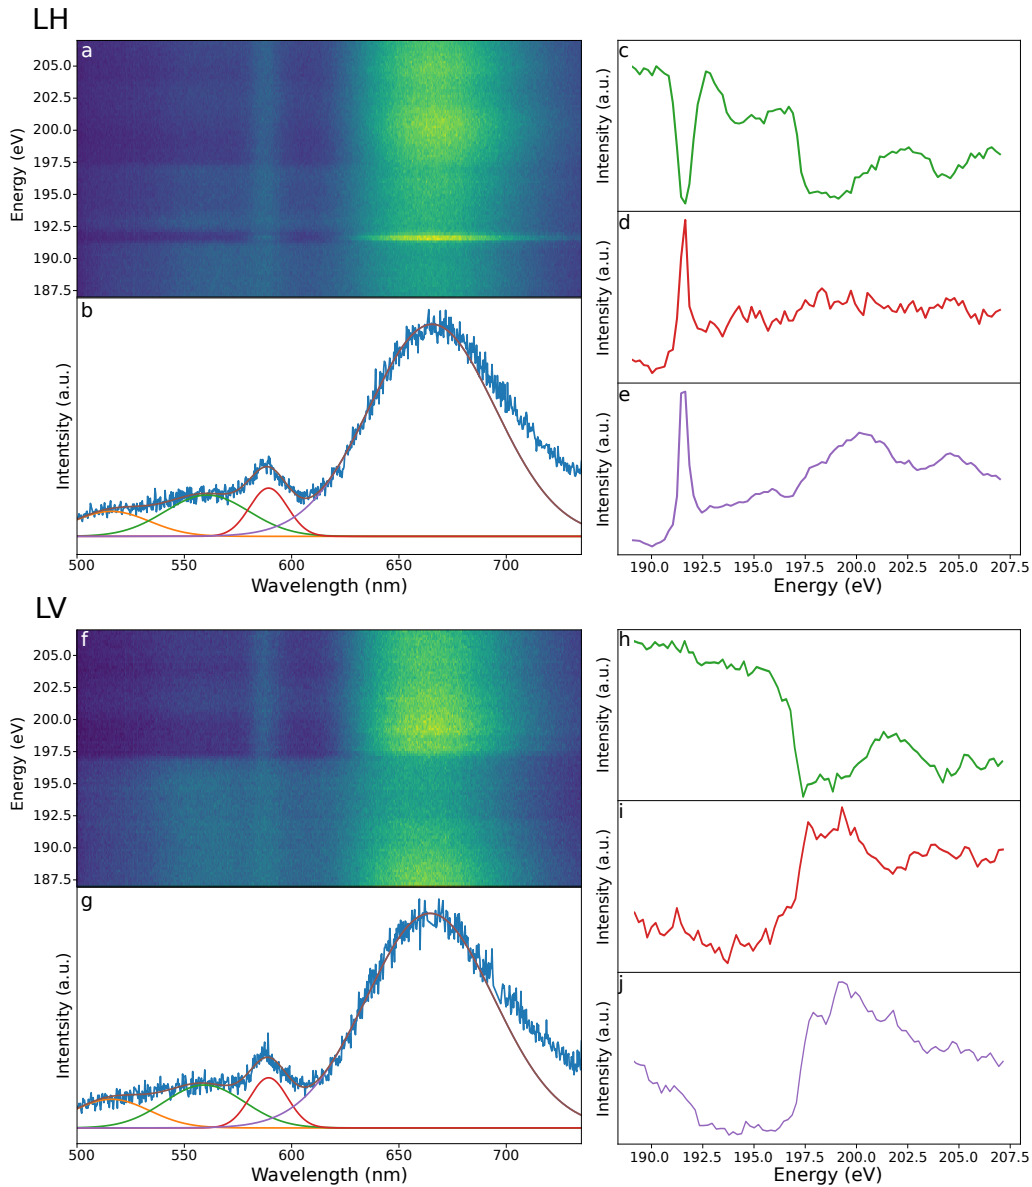 LH
a
205.0
202.5
200.0
197.5
195.0
192.5
190.0
187.5
Energy (eV)
b
Intentsity (a.u.)
500
550
600
650
700
Wavelength (nm)
c
Intensity (a.u.)
d
Intensity (a.u.)
e
Intensity (a.u.)
190.0
192.5
195.0
197.5
200.0
202.5
205.0
207.5
Energy (eV)
LV
f
205.0
202.5
200.0
197.5
195.0
192.5
190.0
187.5
Energy (eV)
g
Intentsity (a.u.)
500
550
600
650
700
Wavelength (nm)
h
Intensity (a.u.)
i
Intensity (a.u.)
j
Intensity (a.u.)
190.0
192.5
195.0
197.5
200.0
202.5
205.0
207.5
Energy (eV)